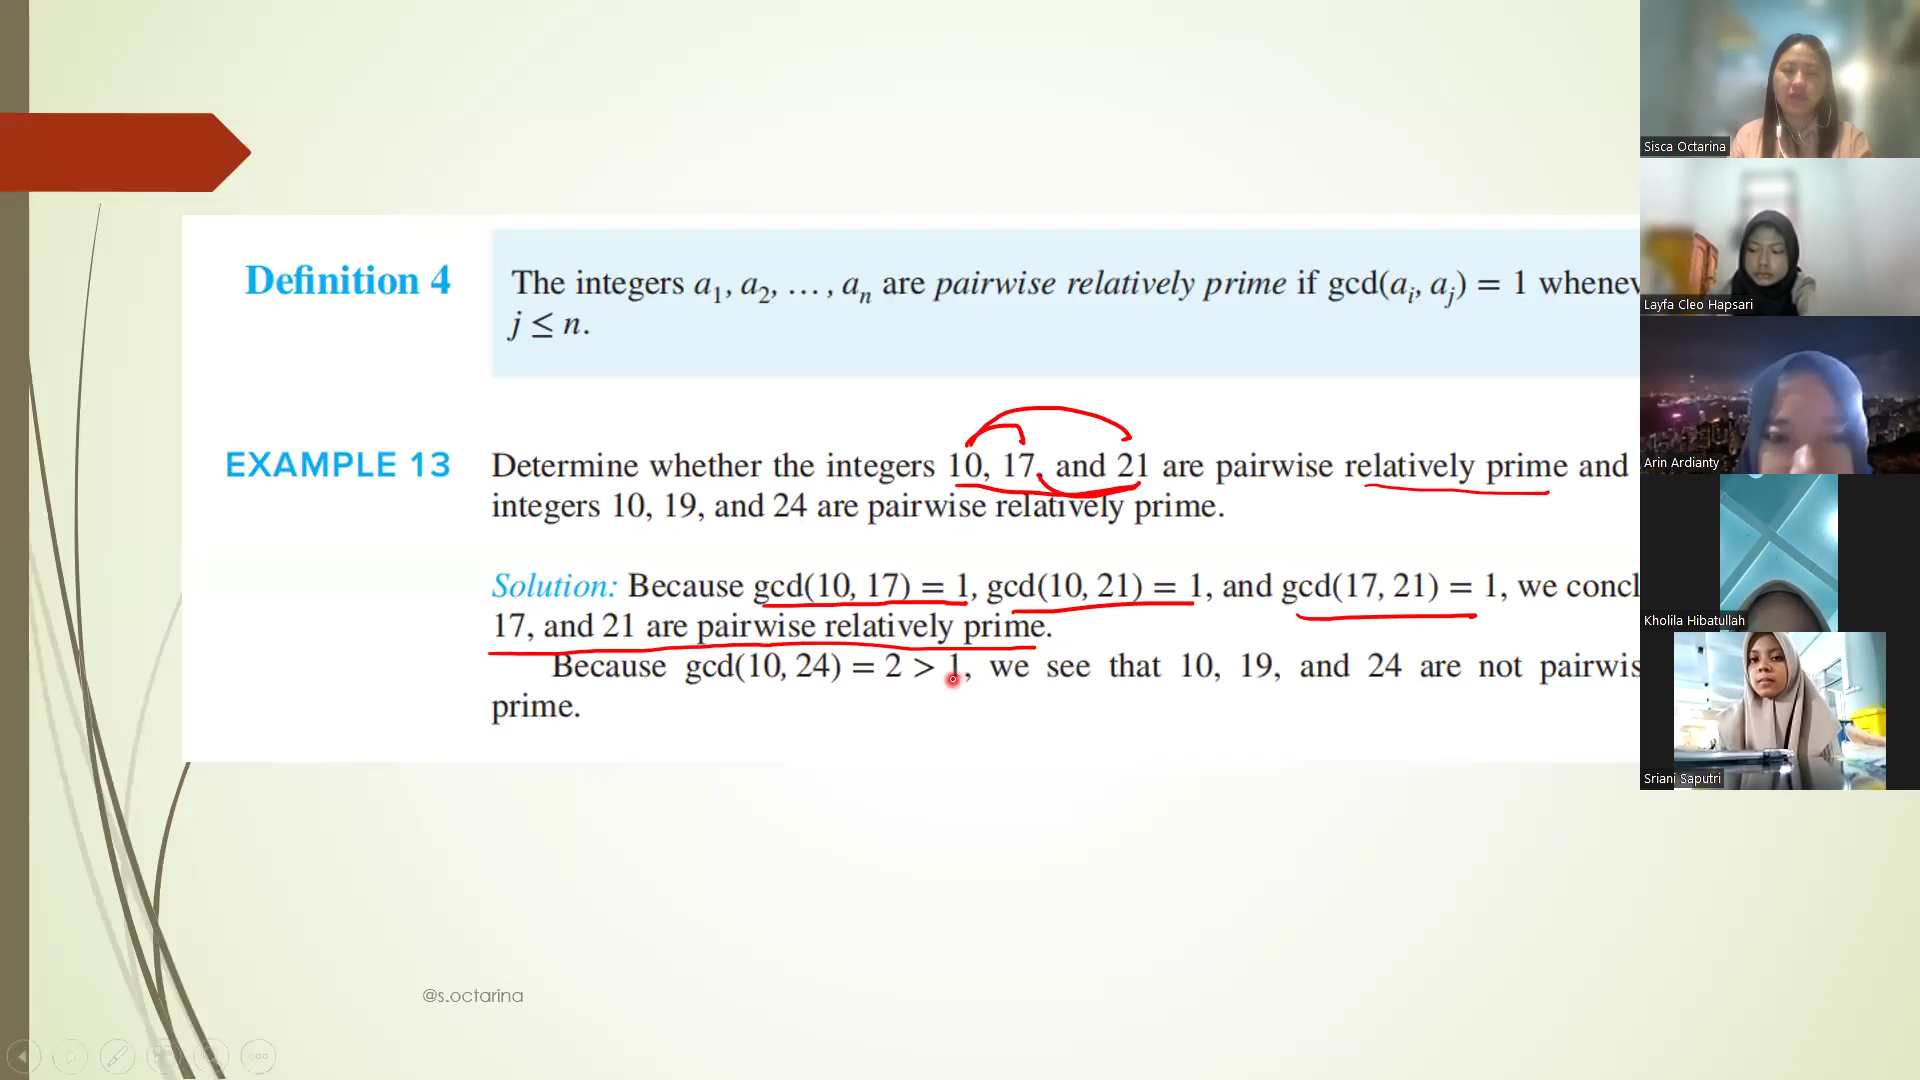 Definition 4
The integers a₁, a₂, … , aₙ are pairwise relatively prime if gcd(aᵢ, aⱼ) = 1 whenev
j ≤ n.
EXAMPLE 13
Determine whether the integers 10, 17, and 21 are pairwise relatively prime and
integers 10, 19, and 24 are pairwise relatively prime.
Solution: Because gcd(10, 17) = 1, gcd(10, 21) = 1, and gcd(17, 21) = 1, we concl
17, and 21 are pairwise relatively prime.
Because gcd(10, 24) = 2 > 1, we see that 10, 19, and 24 are not pairwis
prime.
@s.octarina
Sisca Octarina
Layfa Cleo Hapsari
Arin Ardianty
Kholila Hibatullah
Sriani Saputri